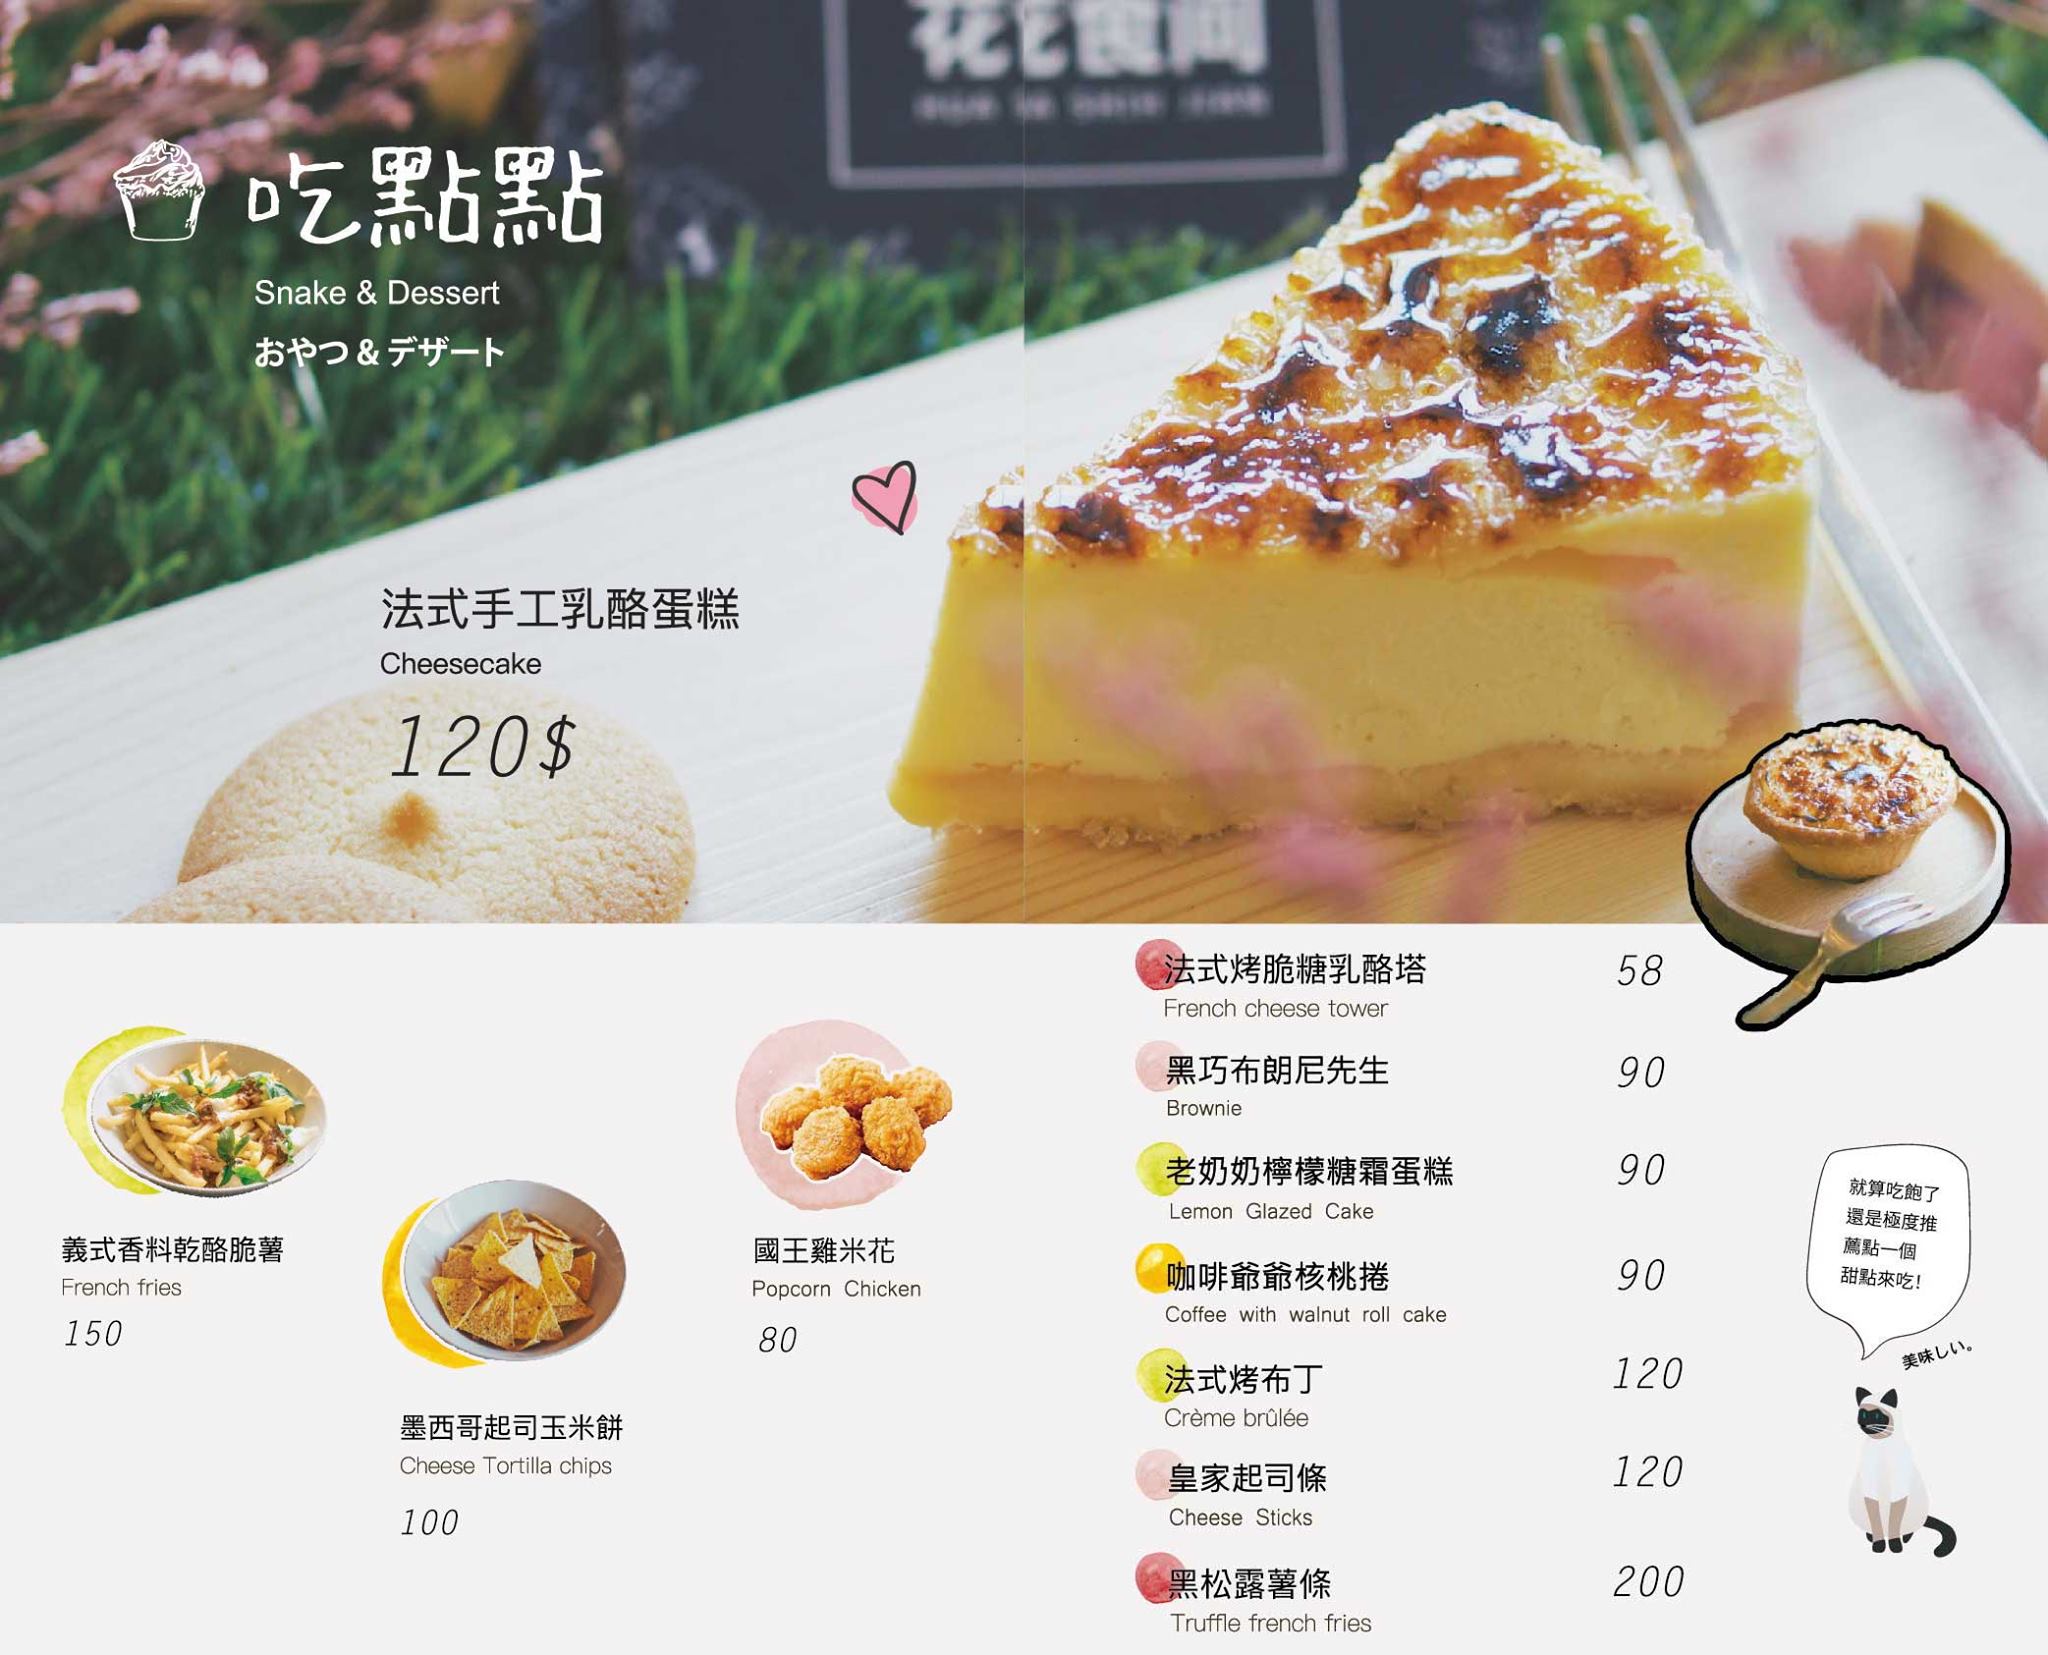 吃點點
Snake & Dessert
おやつ & デザート
法式手工乳酪蛋糕
Cheesecake
120$
義式香料乾酪脆薯
French fries
150
墨西哥起司玉米餅
Cheese Tortilla chips
100
國王雞米花
Popcorn Chicken
80
法式烤脆糖乳酪塔 58
French cheese tower
黑巧布朗尼先生 90
Brownie
老奶奶檸檬糖霜蛋糕 90
Lemon Glazed Cake
咖啡爺爺核桃捲 90
Coffee with walnut roll cake
法式烤布丁 120
Crème brûlée
皇家起司條 120
Cheese Sticks
黑松露薯條 200
Truffle french fries
就算吃飽了
還是極度推
薦點一個
甜點來吃！
美味しい。